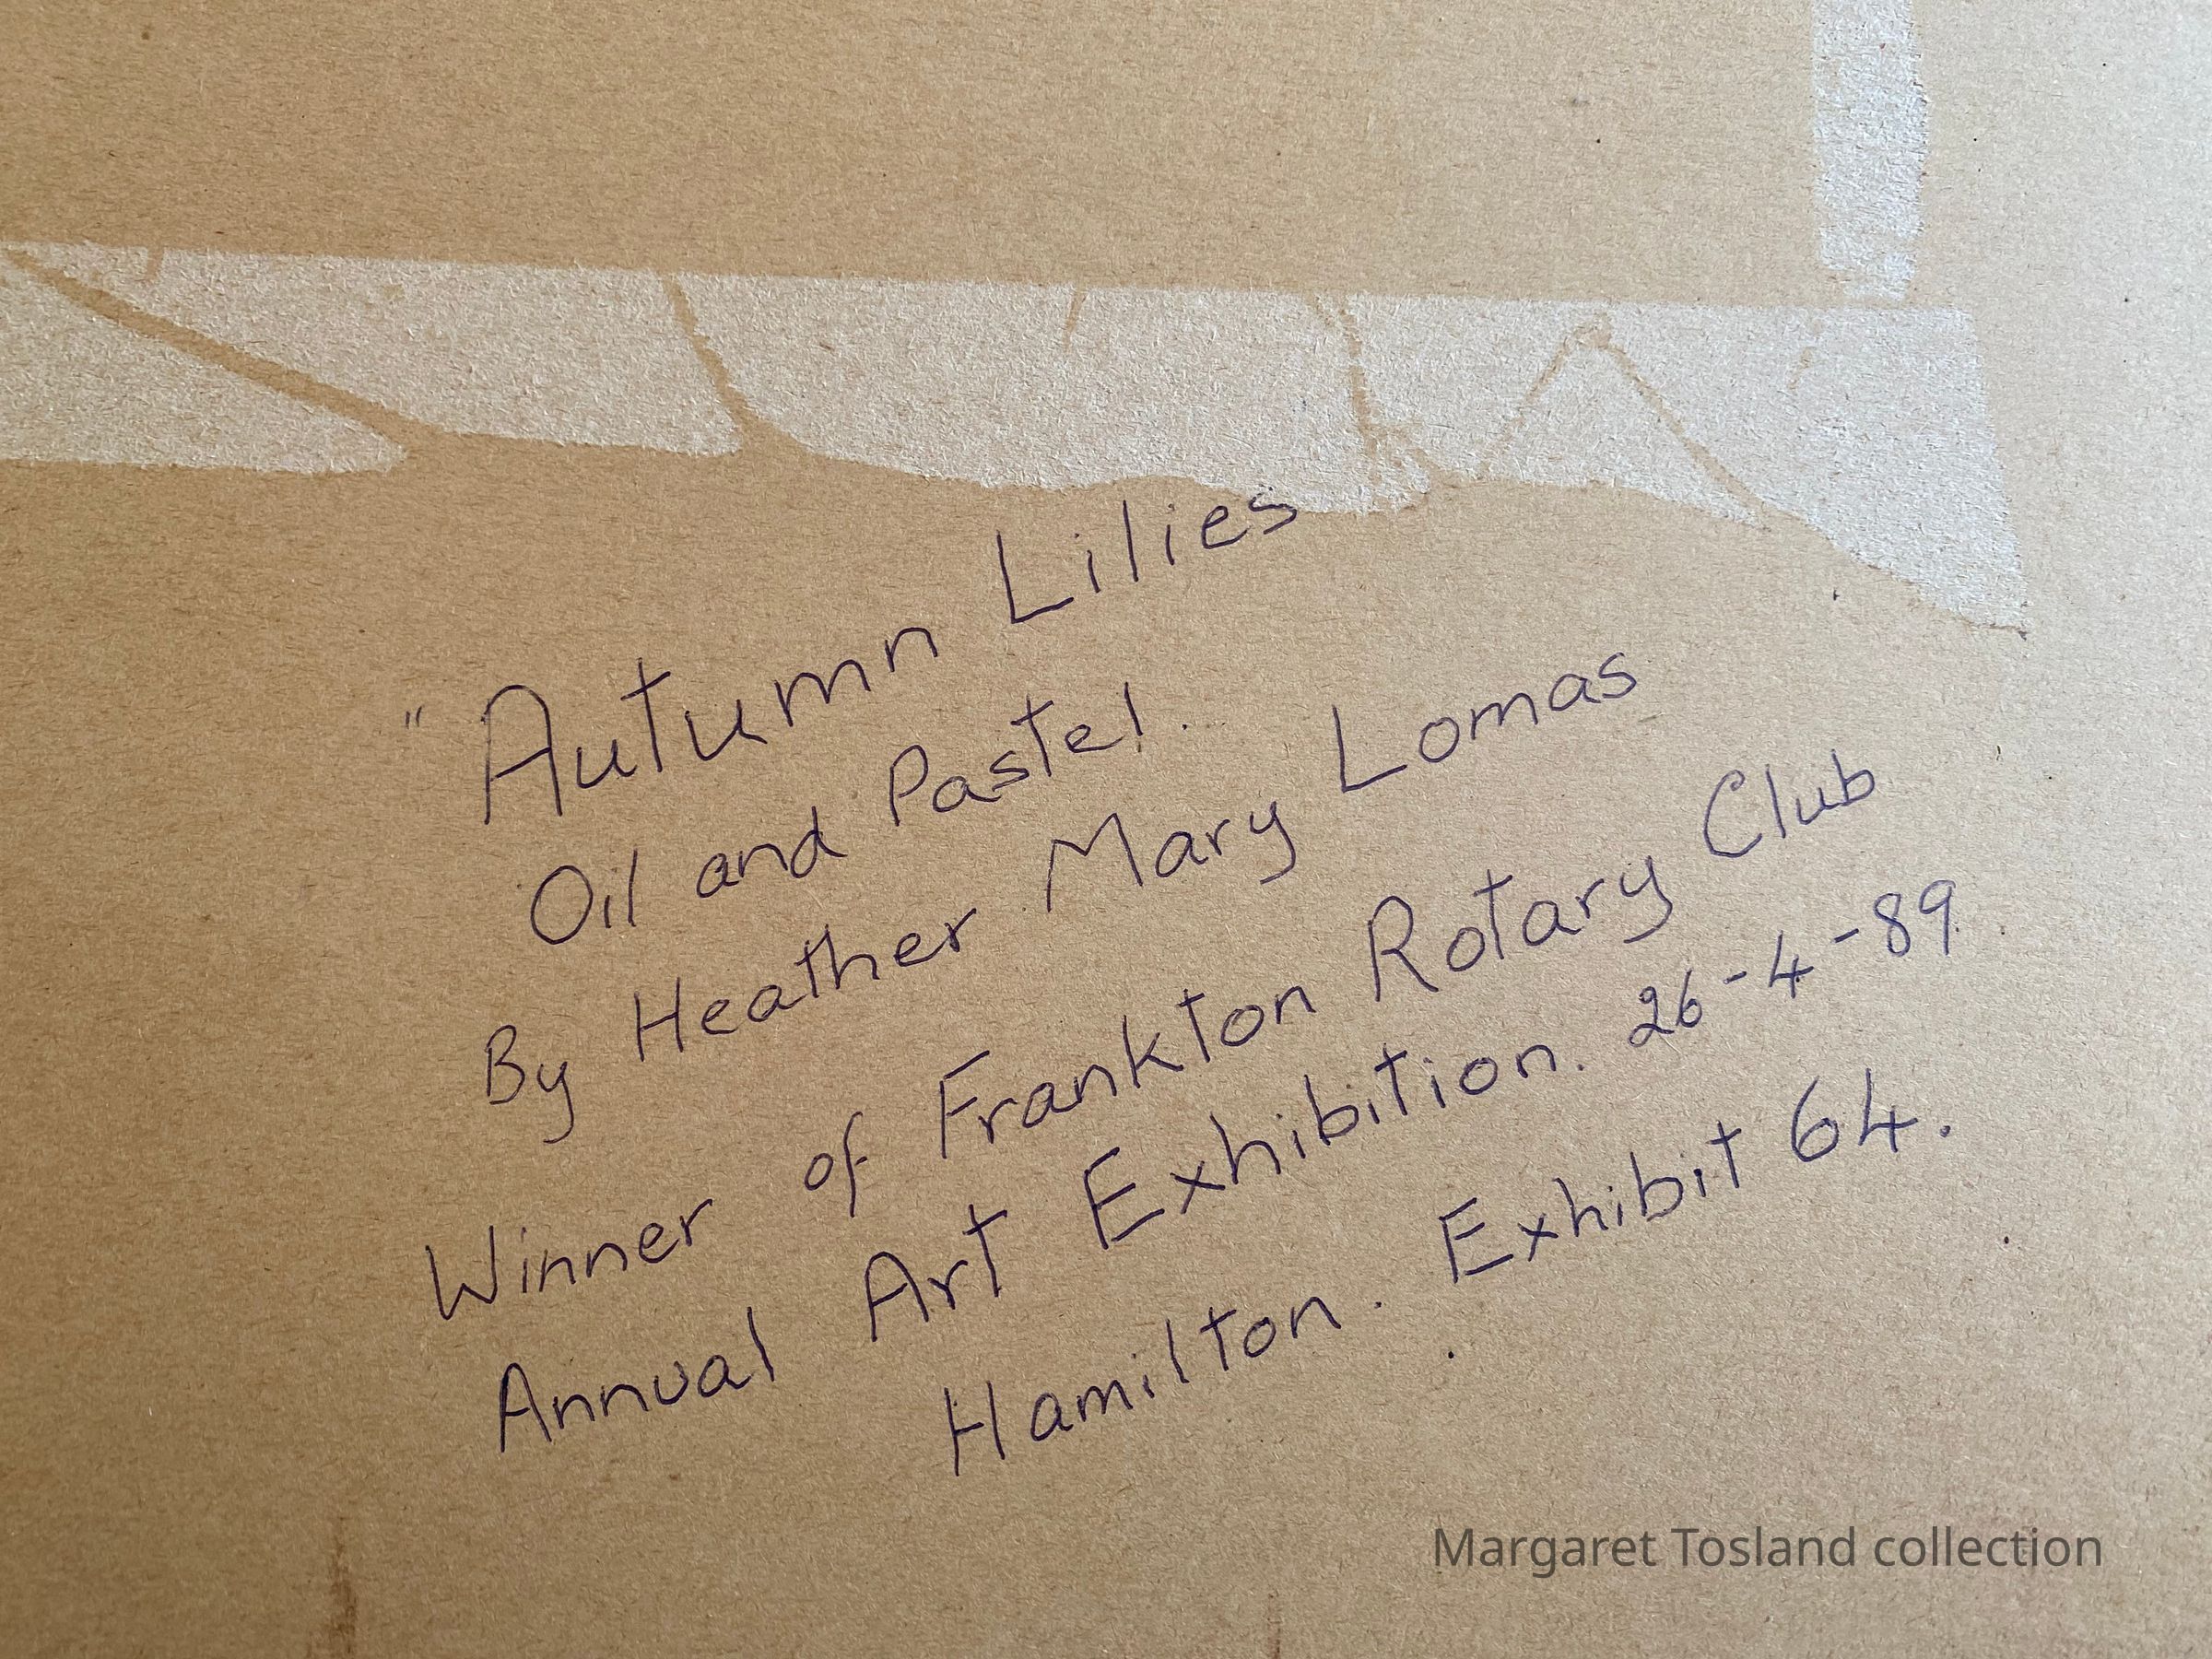 " Autumn Lilies
Oil and Pastel.
By Heather Mary Lomas
Winner of Frankton Rotary Club
Annual Art Exhibition. 26-4-89
Hamilton. Exhibit 64.
Margaret Tosland collection